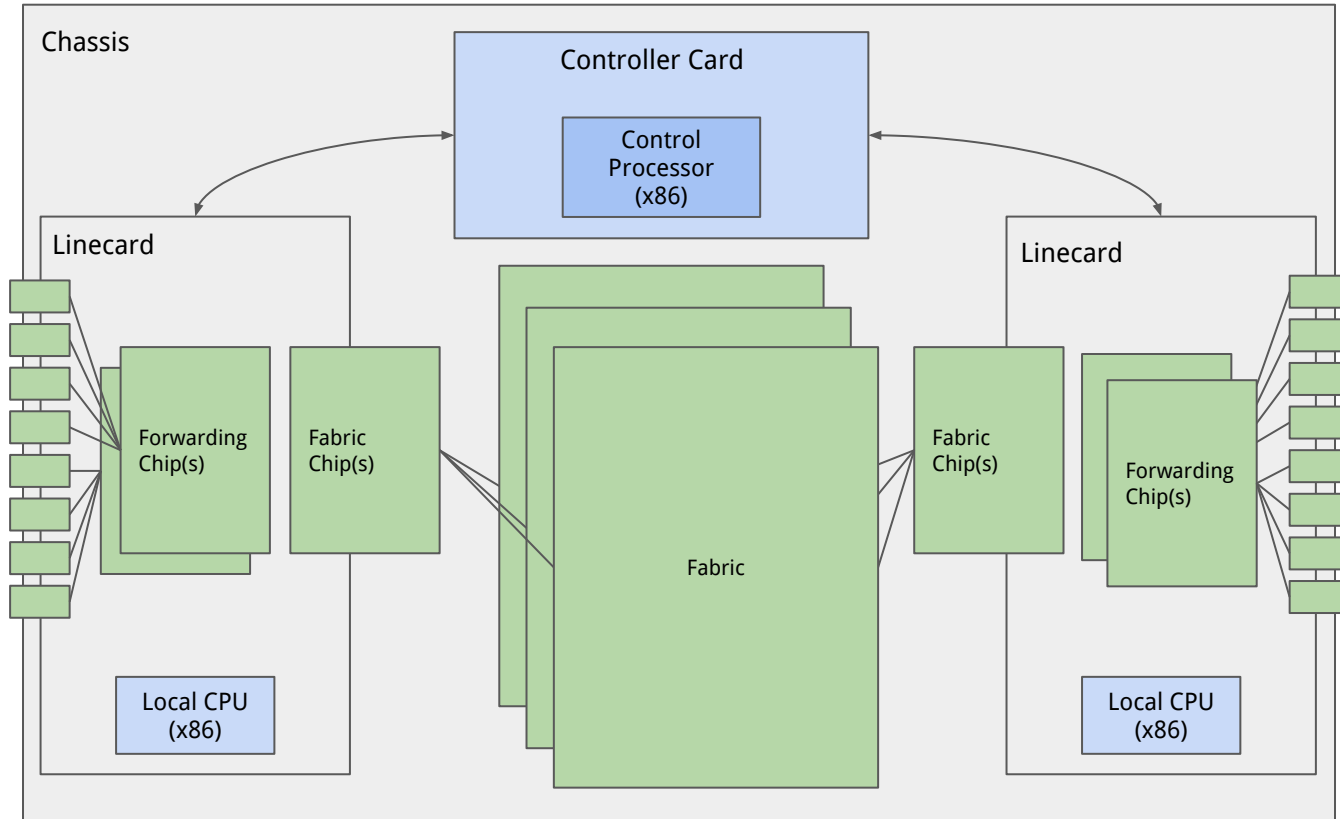 Chassis
Controller Card
Control
Processor
(x86)
Linecard
Linecard
Forwarding
Chip(s)
Fabric
Chip(s)
Fabric
Fabric
Chip(s)
Forwarding
Chip(s)
Local CPU
(x86)
Local CPU
(x86)